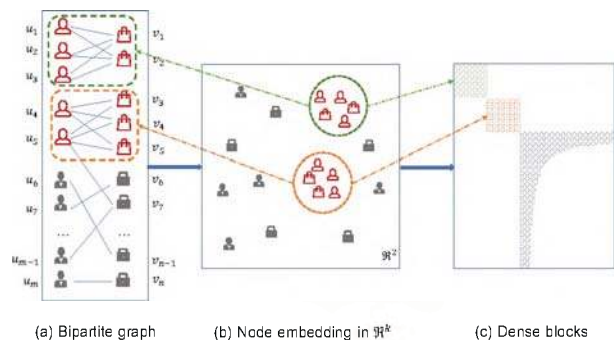 u₁
u₂
u₃
u₄
u₅
u₆
u₇
...
uₘ₋₁
uₘ
v₁
v₂
v₃
v₄
v₅
v₆
v₇
...
vₙ₋₁
vₙ
ℜ²
(a) Bipartite graph
(b) Node embedding in ℜᵏ
(c) Dense blocks